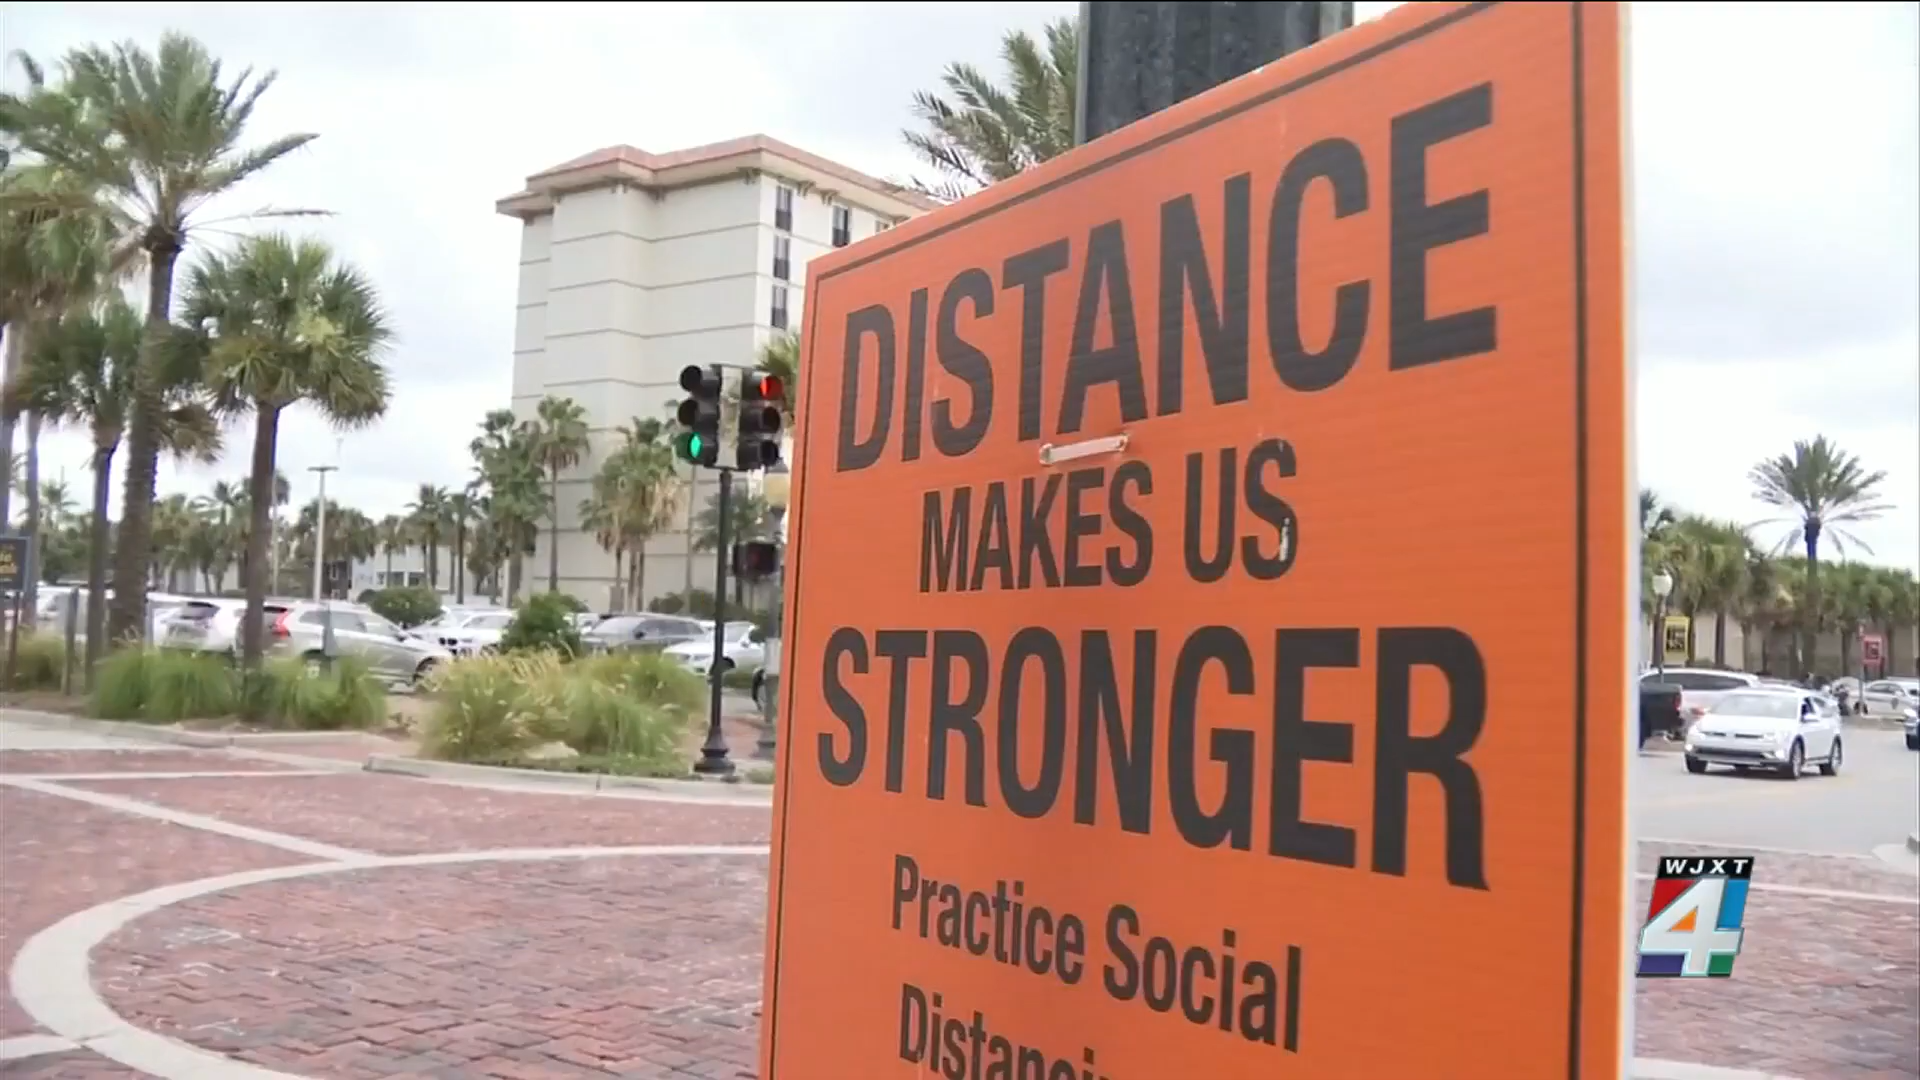 DISTANCE
MAKES US
STRONGER
Practice Social
WJXT
4